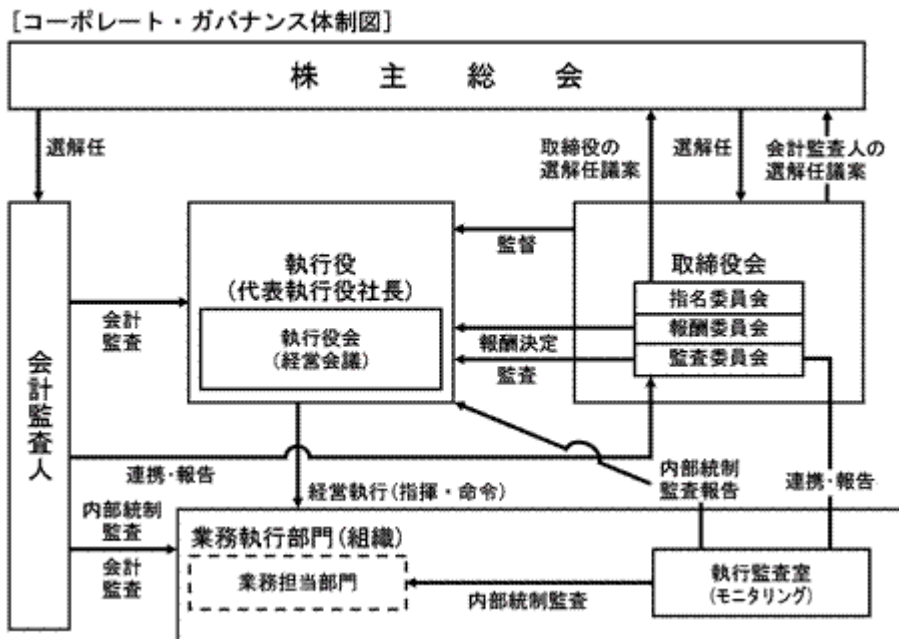 [コーポレート・ガバナンス体制図]
株主総会
選解任
取締役の
選解任議案
選解任
会計監査人の
選解任議案
会計監査人
執行役
(代表執行役社長)
執行役会
(経営会議)
監督
取締役会
指名委員会
報酬委員会
監査委員会
会計
監査
報酬決定
監査
連携・報告
経営執行(指揮・命令)
内部統制
監査報告
連携・報告
内部統制
監査
会計
監査
業務執行部門(組織)
業務担当部門
内部統制監査
執行監査室
(モニタリング)